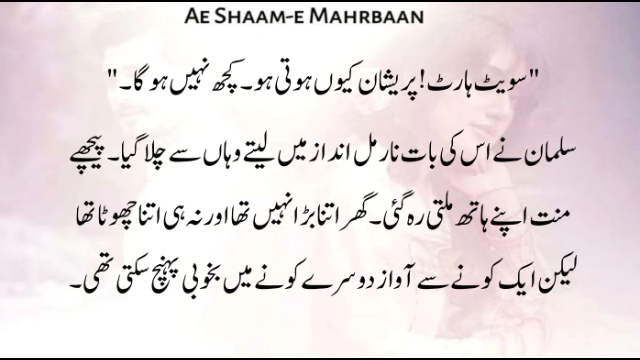 AE SHAAM-E MAHRBAAN
"سویٹ ہارٹ! پریشان کیوں ہوتی ہو۔ کچھ نہیں ہو گا۔"
سلمان نے اس کی بات نارمل انداز میں لیتے وہاں سے چلا گیا۔ پیچھے
منت اپنے ہاتھ ملتی رہ گئی۔ گھر اتنا بڑا نہیں تھا اور نہ ہی اتنا چھوٹا تھا
لیکن ایک کونے سے آواز دوسرے کونے میں بخوبی پہنچ سکتی تھی۔